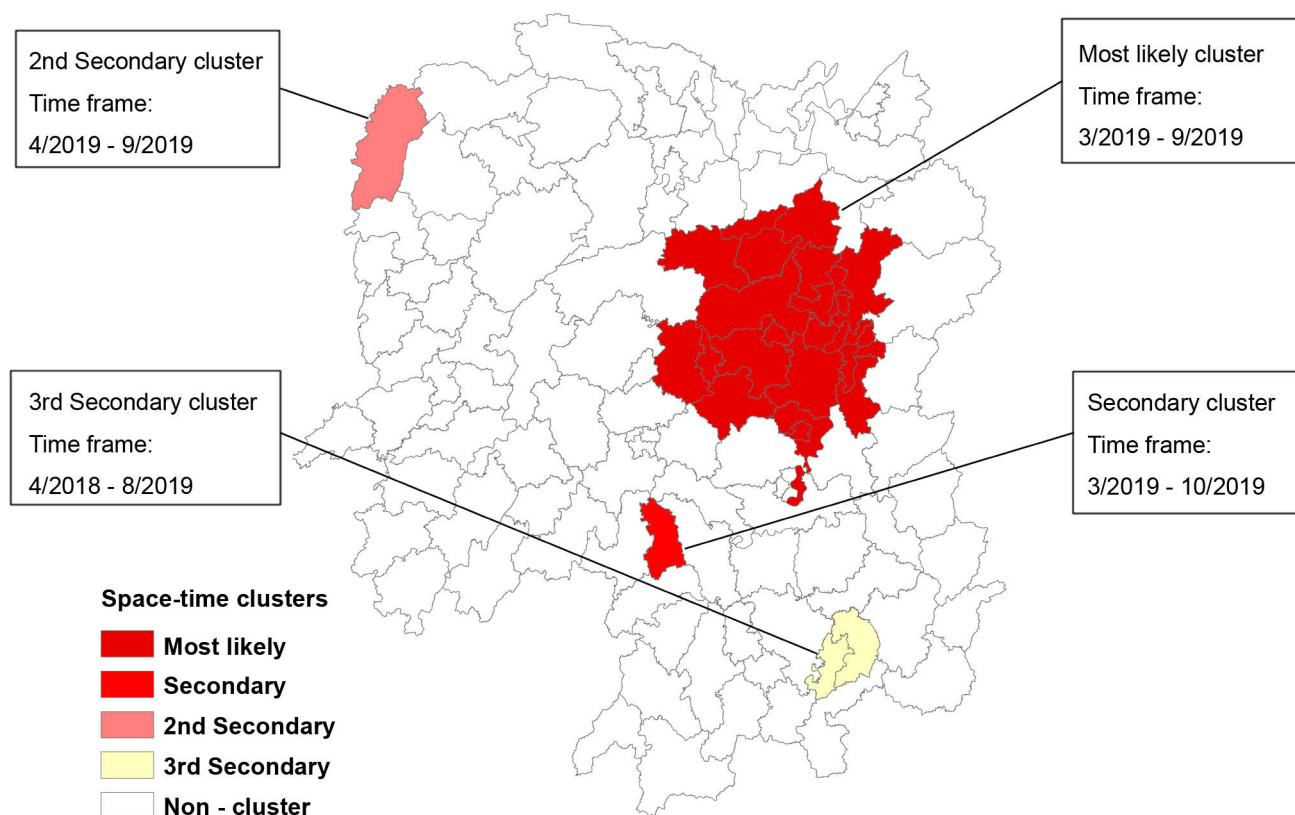 2nd Secondary cluster
Time frame:
4/2019 - 9/2019
Most likely cluster
Time frame:
3/2019 - 9/2019
3rd Secondary cluster
Time frame:
4/2018 - 8/2019
Secondary cluster
Time frame:
3/2019 - 10/2019
Space-time clusters
Most likely
Secondary
2nd Secondary
3rd Secondary
Non - cluster